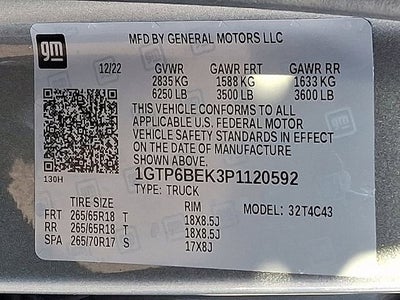 gm
MFD BY GENERAL MOTORS LLC
12/22 GVWR GAWR FRT GAWR RR
2835 KG 1588 KG 1633 KG
6250 LB 3500 LB 3600 LB
THIS VEHICLE CONFORMS TO ALL
APPLICABLE U.S. FEDERAL MOTOR
VEHICLE SAFETY STANDARDS IN EFFECT
ON THE DATE OF MANUFACTURE
SHOWN ABOVE.
130H 1GTP6BEK3P1120592
TYPE: TRUCK
TIRE SIZE RIM MODEL: 32T4C43
FRT 265/65R18 T 18X8.5J
RR 265/65R18 T 18X8.5J
SPA 265/70R17 S 17X8J